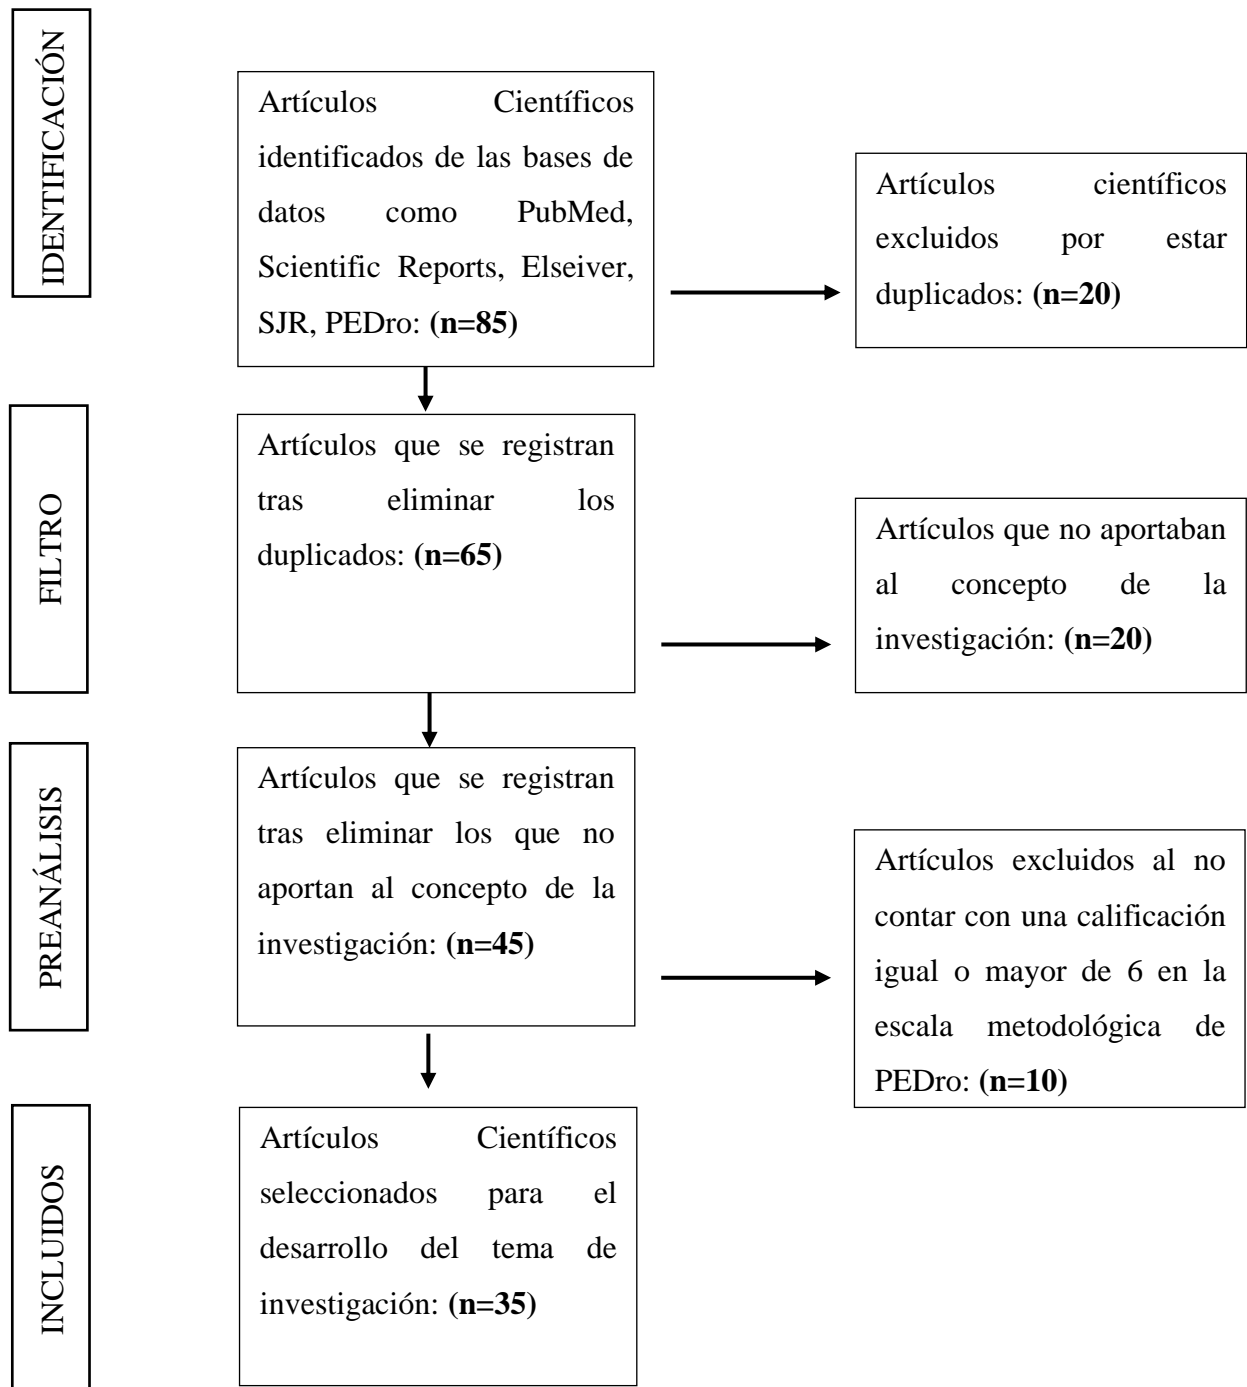 IDENTIFICACIÓN
Artículos Científicos
identificados de las bases de
datos como PubMed,
Scientific Reports, Elseiver,
SJR, PEDro: (n=85)
Artículos científicos
excluidos por estar
duplicados: (n=20)
FILTRO
Artículos que se registran
tras eliminar los
duplicados: (n=65)
Artículos que no aportaban
al concepto de la
investigación: (n=20)
PREANÁLISIS
Artículos que se registran
tras eliminar los que no
aportan al concepto de la
investigación: (n=45)
Artículos excluidos al no
contar con una calificación
igual o mayor de 6 en la
escala metodológica de
PEDro: (n=10)
INCLUIDOS
Artículos Científicos
seleccionados para el
desarrollo del tema de
investigación: (n=35)